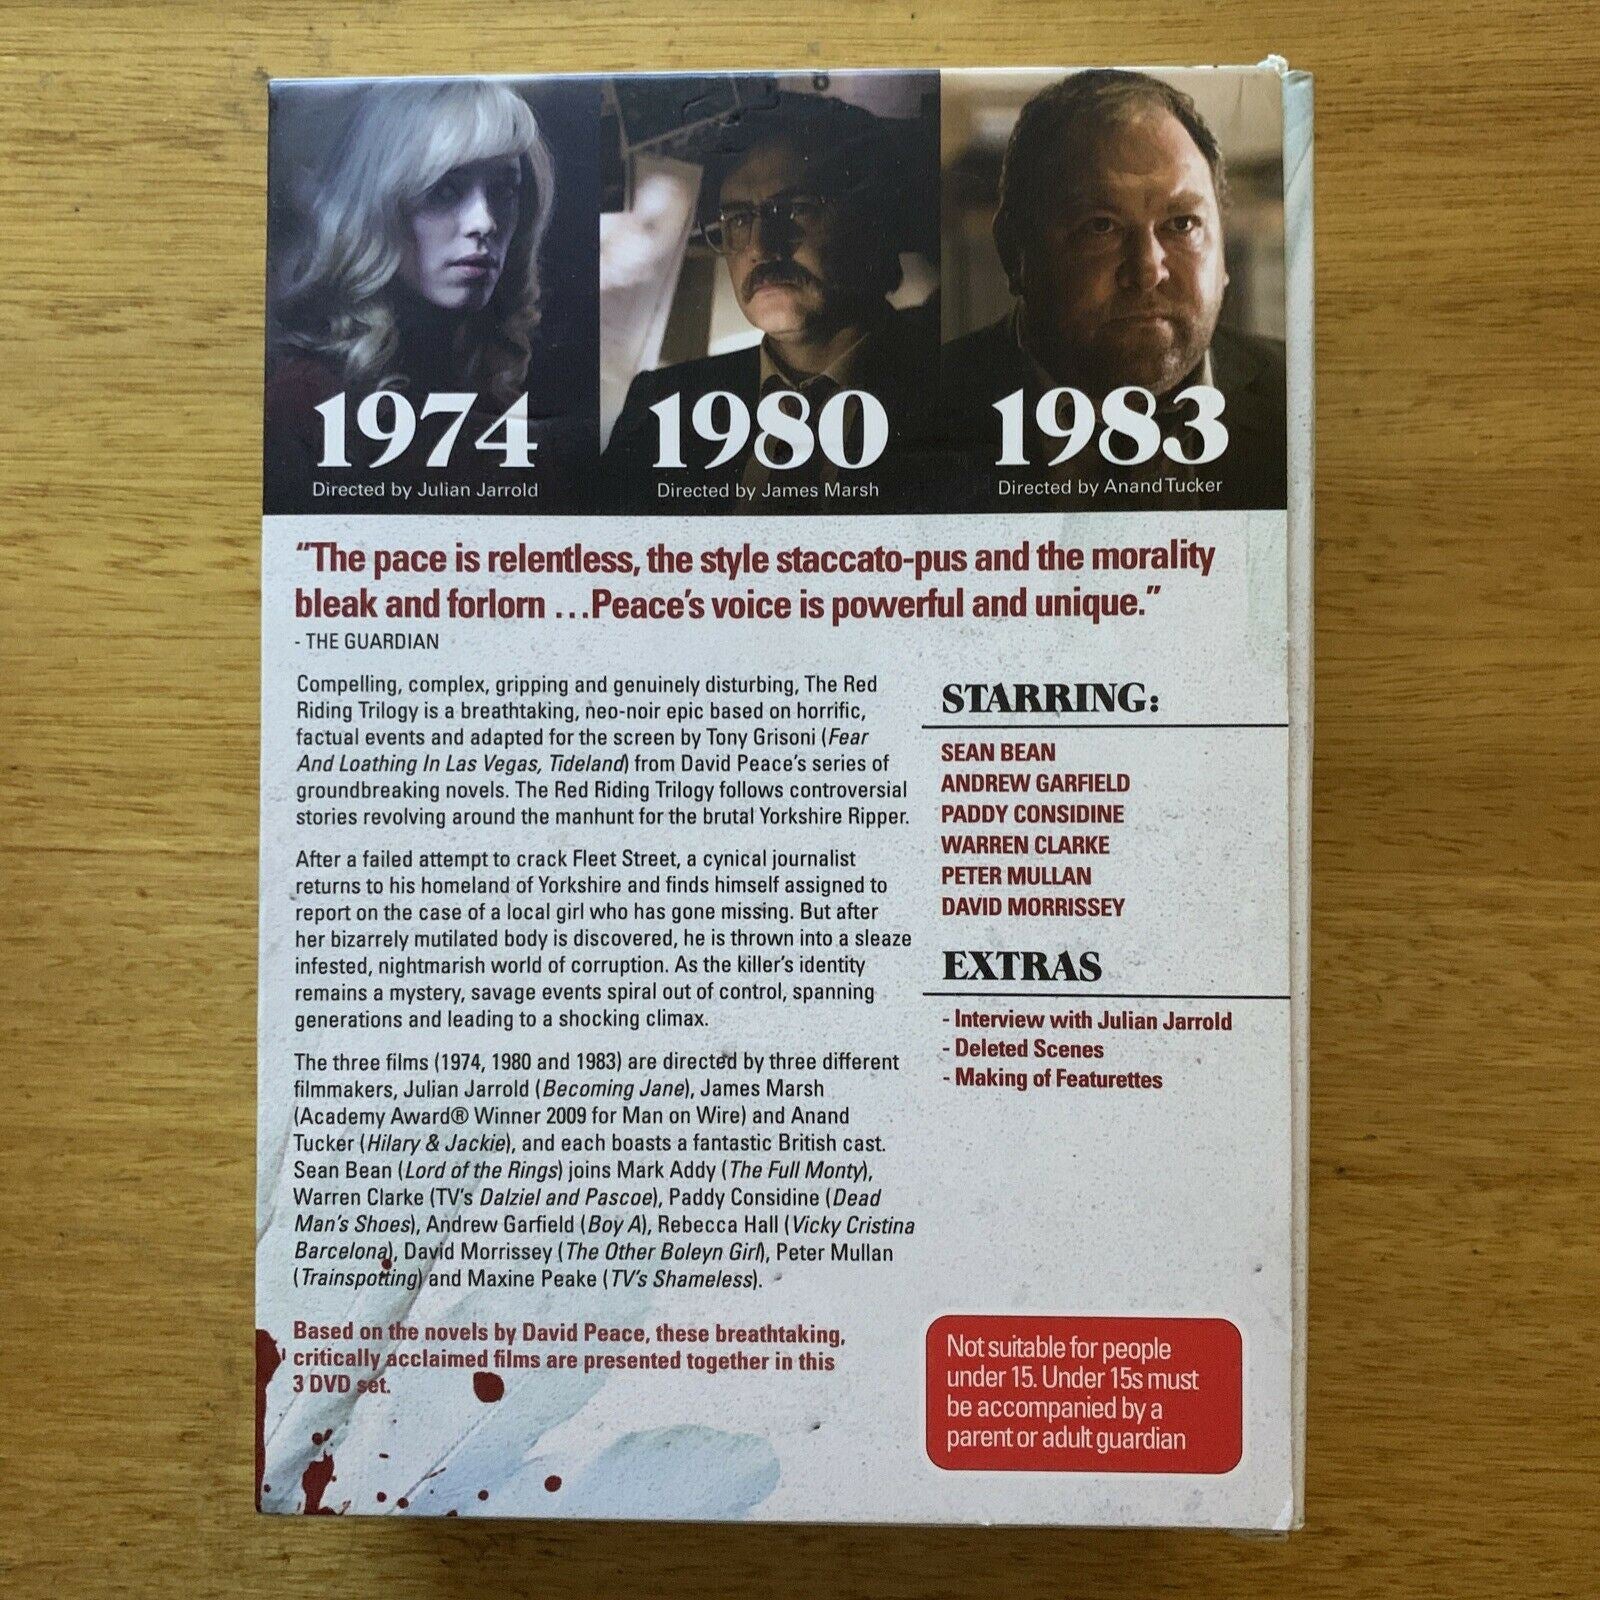 1974
Directed by Julian Jarrold
1980
Directed by James Marsh
1983
Directed by Anand Tucker
“The pace is relentless, the style staccato-pus and the morality
bleak and forlorn ...Peace’s voice is powerful and unique.”
- THE GUARDIAN
Compelling, complex, gripping and genuinely disturbing, The Red
Riding Trilogy is a breathtaking, neo-noir epic based on horrific,
factual events and adapted for the screen by Tony Grisoni (Fear
And Loathing In Las Vegas, Tideland) from David Peace’s series of
groundbreaking novels. The Red Riding Trilogy follows controversial
stories revolving around the manhunt for the brutal Yorkshire Ripper.
After a failed attempt to crack Fleet Street, a cynical journalist
returns to his homeland of Yorkshire and finds himself assigned to
report on the case of a local girl who has gone missing. But after
her bizarrely mutilated body is discovered, he is thrown into a sleaze
infested, nightmarish world of corruption. As the killer’s identity
remains a mystery, savage events spiral out of control, spanning
generations and leading to a shocking climax.
The three films (1974, 1980 and 1983) are directed by three different
filmmakers, Julian Jarrold (Becoming Jane), James Marsh
(Academy Award® Winner 2009 for Man on Wire) and Anand
Tucker (Hilary & Jackie), and each boasts a fantastic British cast.
Sean Bean (Lord of the Rings) joins Mark Addy (The Full Monty),
Warren Clarke (TV’s Dalziel and Pascoe), Paddy Considine (Dead
Man’s Shoes), Andrew Garfield (Boy A), Rebecca Hall (Vicky Cristina
Barcelona), David Morrissey (The Other Boleyn Girl), Peter Mullan
(Trainspotting) and Maxine Peake (TV’s Shameless).
Based on the novels by David Peace, these breathtaking,
critically acclaimed films are presented together in this
3 DVD set.
STARRING:
SEAN BEAN
ANDREW GARFIELD
PADDY CONSIDINE
WARREN CLARKE
PETER MULLAN
DAVID MORRISSEY
EXTRAS
- Interview with Julian Jarrold
- Deleted Scenes
- Making of Featurettes
Not suitable for people
under 15. Under 15s must
be accompanied by a
parent or adult guardian